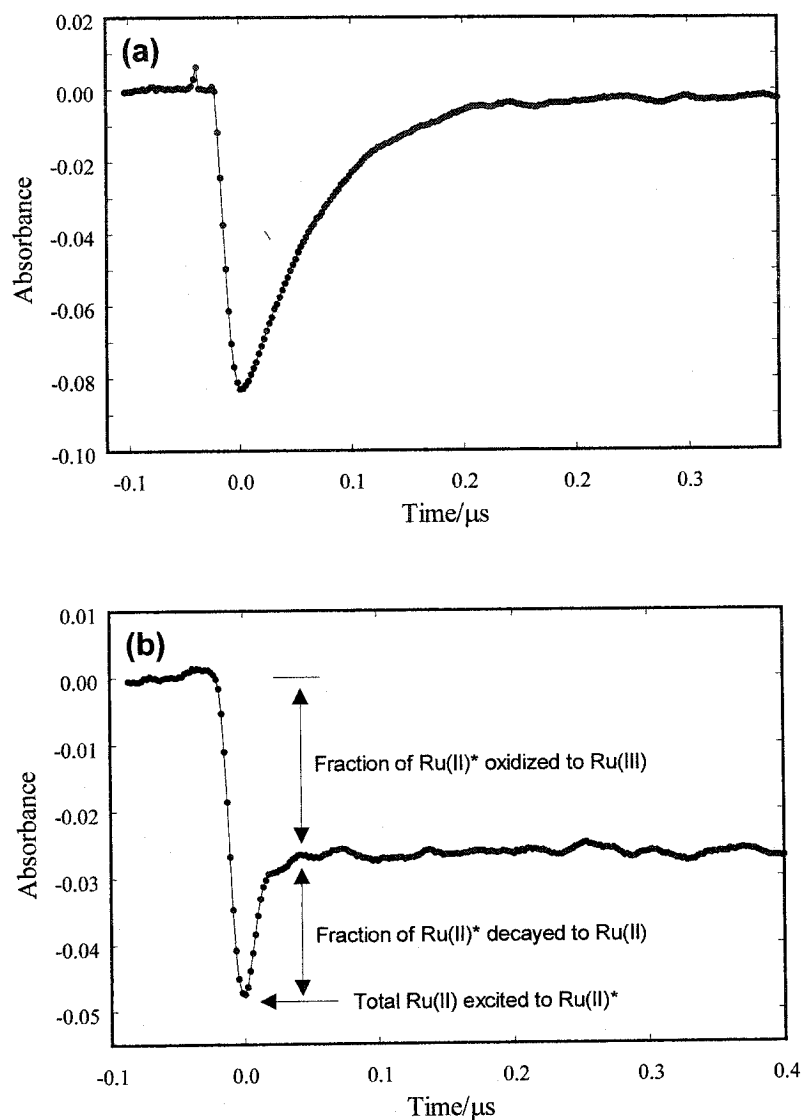 (a)
0.02
0.00
-0.02
-0.04
-0.06
-0.08
-0.10
Absorbance
-0.1 0.0 0.1 0.2 0.2 0.3
Time/µs
(b)
0.01
0.00
-0.01
-0.02
-0.03
-0.04
-0.05
Absorbance
Fraction of Ru(II)* oxidized to Ru(III)
Fraction of Ru(II)* decayed to Ru(II)
Total Ru(II) excited to Ru(II)*
-0.1 0.0 0.1 0.2 0.3 0.4
Time/µs